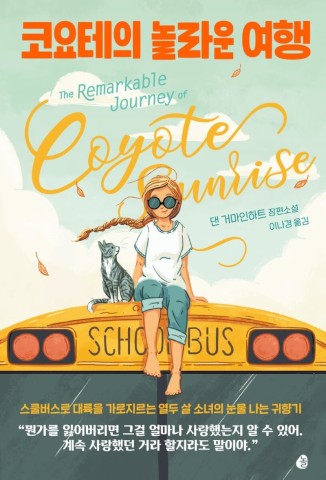 코요테의 놀라운 여행
The Remarkable
Journey of
Coyote
Sunrise
댄 거마인하트 장편소설
이나경 옮김
SCHOOL BUS
스쿨버스로 대륙을 가로지르는 열두 살 소녀의 눈물 나는 귀향기
“뭔가를 잃어버리면 그걸 얼마나 사랑했는지 알 수 있어.
계속 사랑했던 거라 할지라도 말이야.”
놀